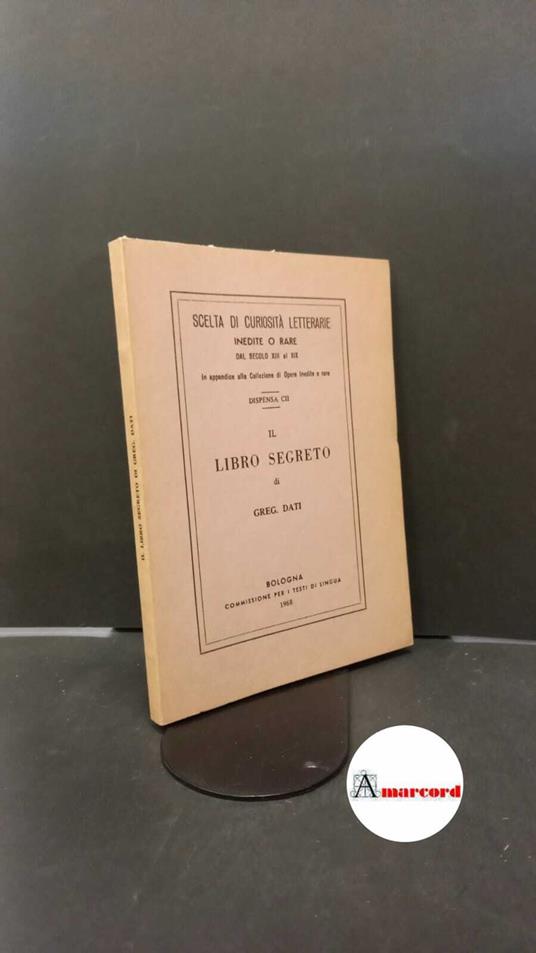 SCELTA DI CURIOSITÀ LETTERARIE
INEDITE O RARE
DAL SECOLO XIII al XIX
In appendice alla Collezione di Opere Inedite o rare
DISPENSA CII
IL
LIBRO SEGRETO
di
GREG. DATI
BOLOGNA
COMMISSIONE PER I TESTI DI LINGUA
1968
IL LIBRO SEGRETO DI GREG. DATI
Amarcord